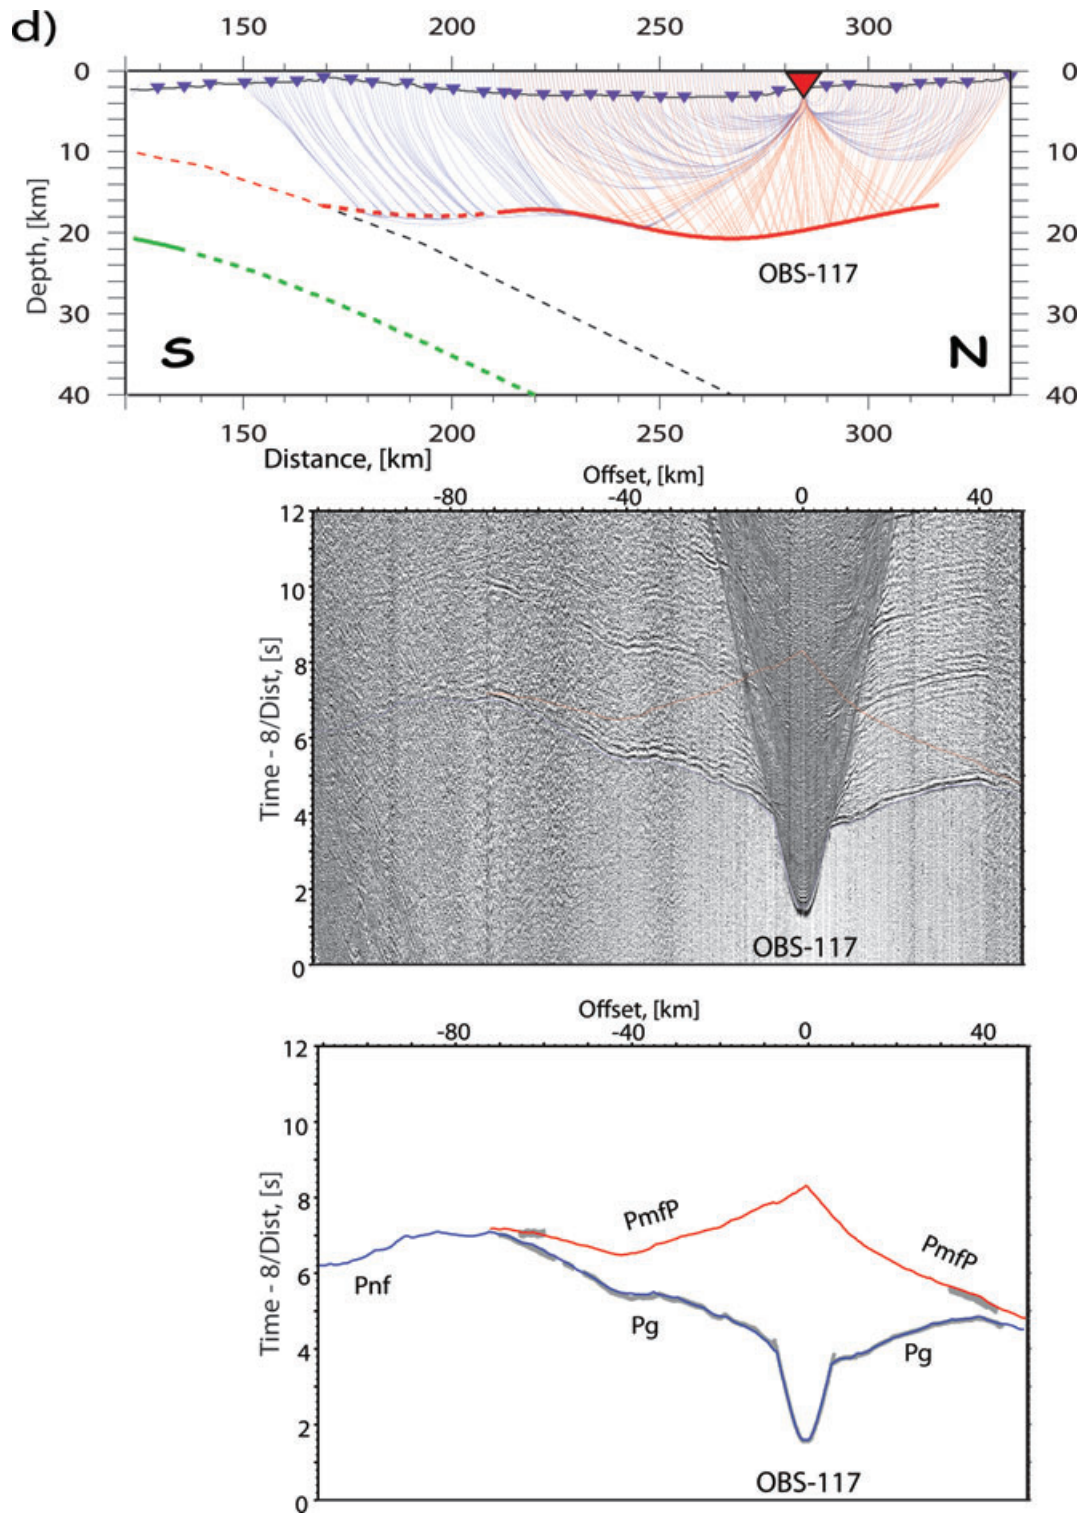 d)
150 200 250 300
0 0
10 10
20 20
30 30
40 40
Depth, [km]
OBS-117
S N
150 200 250 300
Distance, [km]
Offset, [km]
-80 -40 0 40
12
10
8
6
4
2
0
Time - 8/Dist, [s]
OBS-117
Offset, [km]
-80 -40 0 40
12
10
8
6
4
2
0
Time - 8/Dist, [s]
PmfP
PmfP
Pnf
Pg
Pg
OBS-117